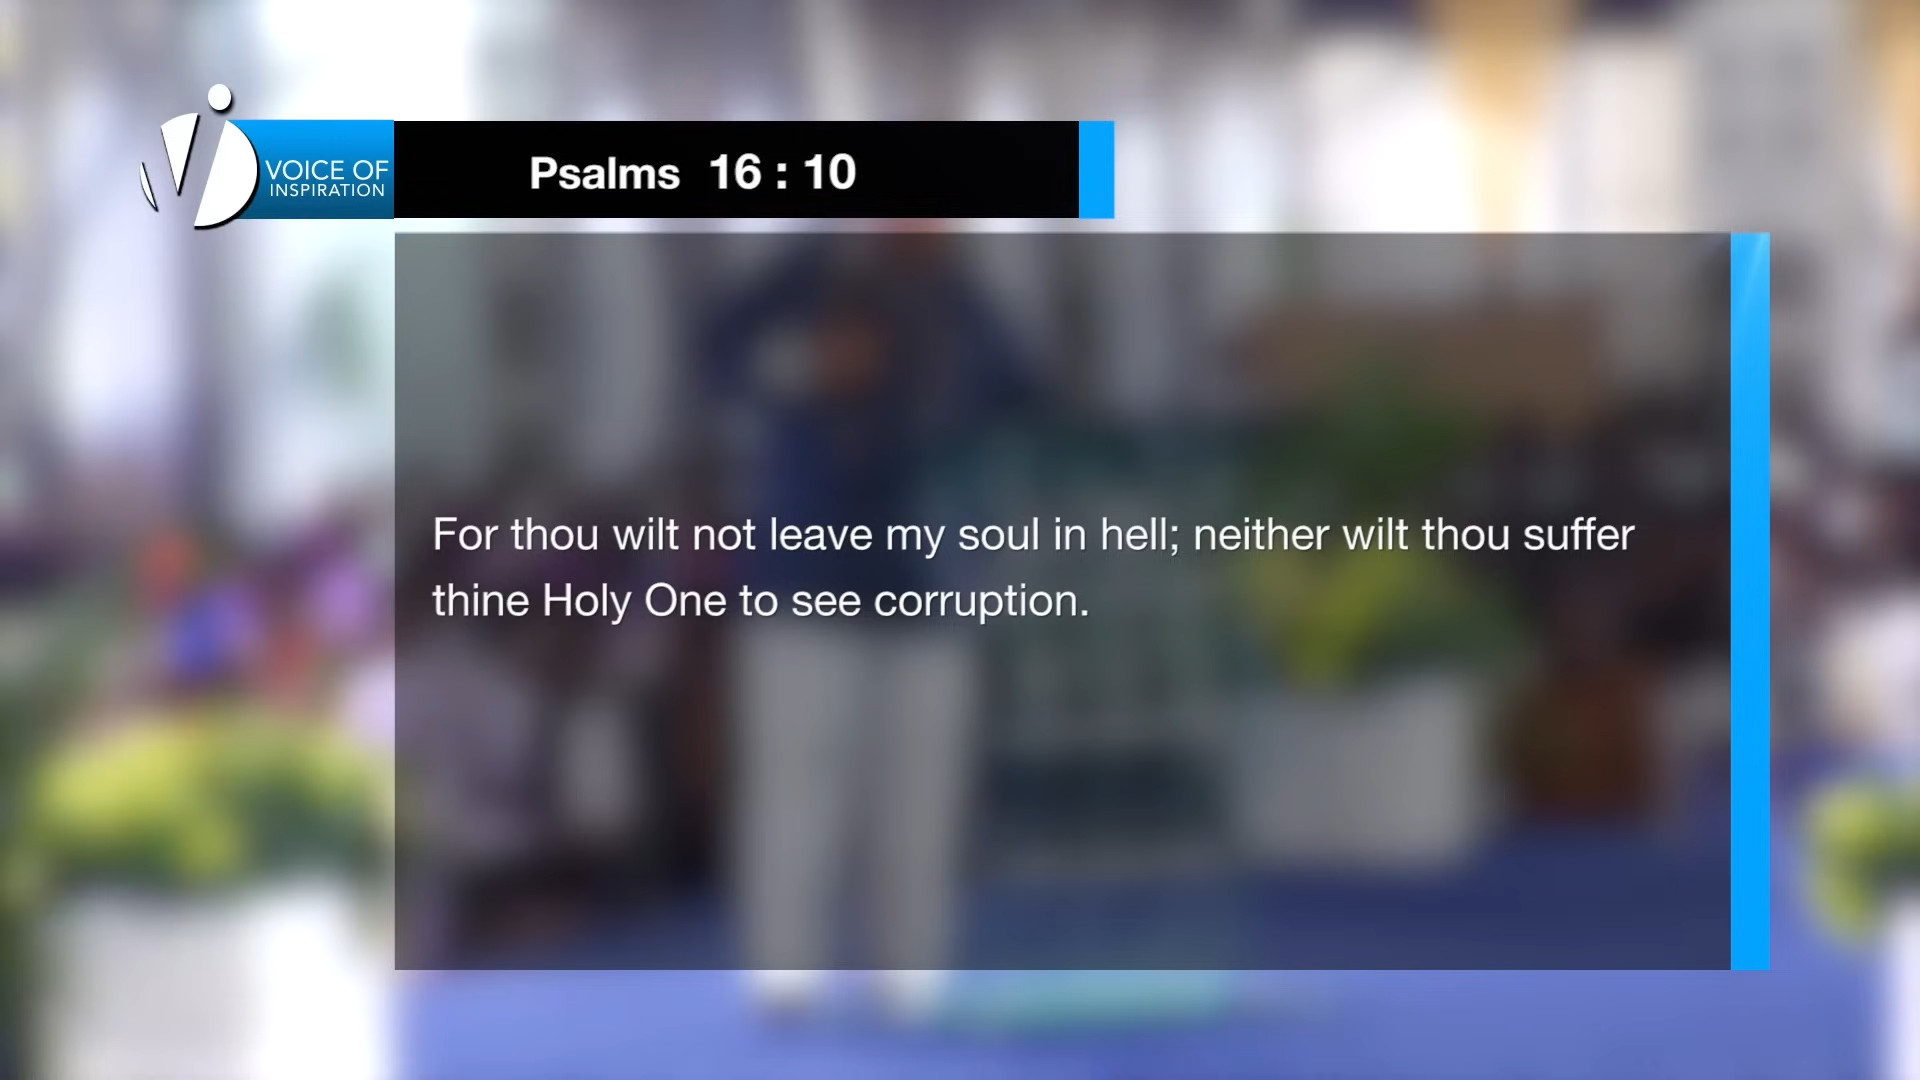 VOICE OF
INSPIRATION
Psalms 16 : 10
For thou wilt not leave my soul in hell; neither wilt thou suffer
thine Holy One to see corruption.